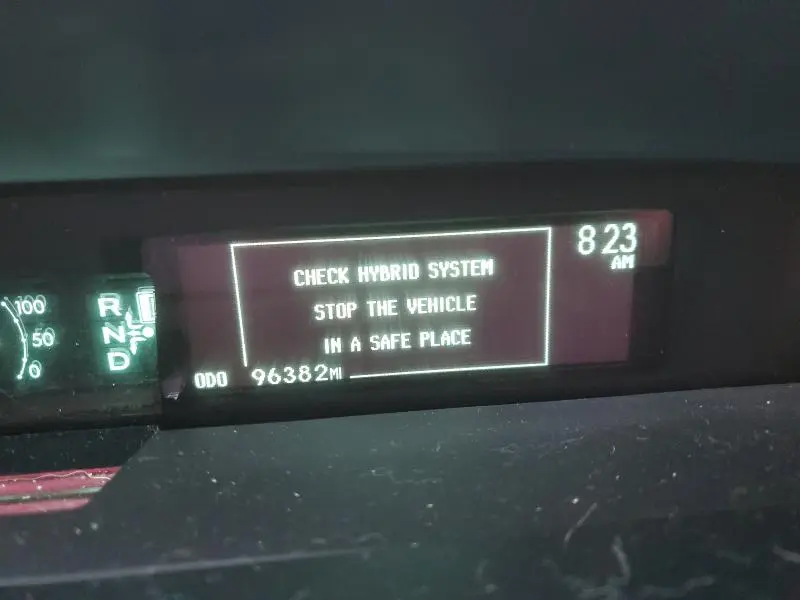 8 23
AM
CHECK HYBRID SYSTEM
STOP THE VEHICLE
IN A SAFE PLACE
ODO 96382MI
100
50
0
R
N
D